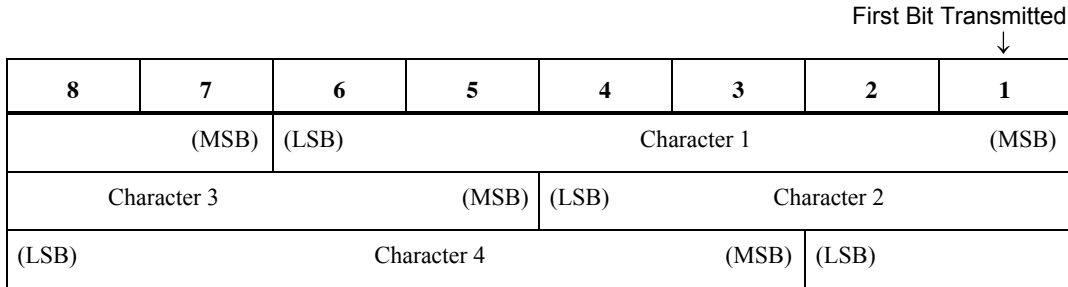 First Bit Transmitted
↓
8 7 6 5 4 3 2 1
(MSB) (LSB) Character 1 (MSB)
Character 3 (MSB) (LSB) Character 2
(LSB) Character 4 (MSB) (LSB)